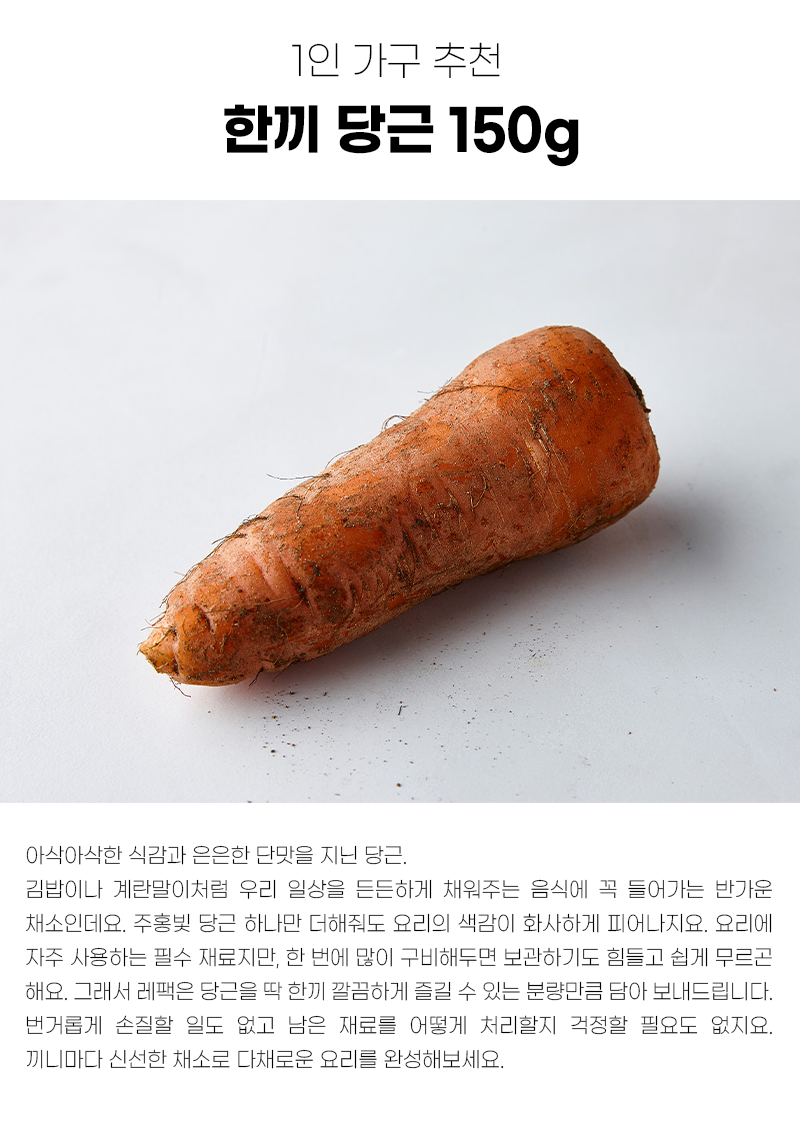 1인 가구 추천
한끼 당근 150g
아삭아삭한 식감과 은은한 단맛을 지닌 당근.
김밥이나 계란말이처럼 우리 일상을 든든하게 채워주는 음식에 꼭 들어가는 반가운
채소인데요. 주홍빛 당근 하나만 더해줘도 요리의 색감이 화사하게 피어나지요. 요리에
자주 사용하는 필수 재료지만, 한 번에 많이 구비해두면 보관하기도 힘들고 쉽게 무르곤
해요. 그래서 레팩은 당근을 딱 한끼 깔끔하게 즐길 수 있는 분량만큼 담아 보내드립니다.
번거롭게 손질할 일도 없고 남은 재료를 어떻게 처리할지 걱정할 필요도 없지요.
끼니마다 신선한 채소로 다채로운 요리를 완성해보세요.